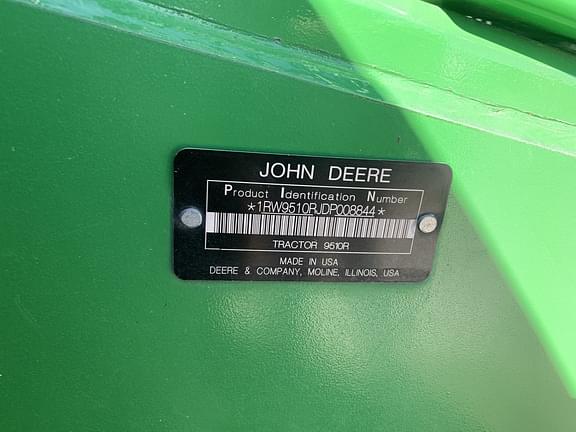 JOHN DEERE
Product Identification Number
*1RW9510RJDP008844*
TRACTOR 9510R
MADE IN USA
DEERE & COMPANY, MOLINE, ILLINOIS, USA